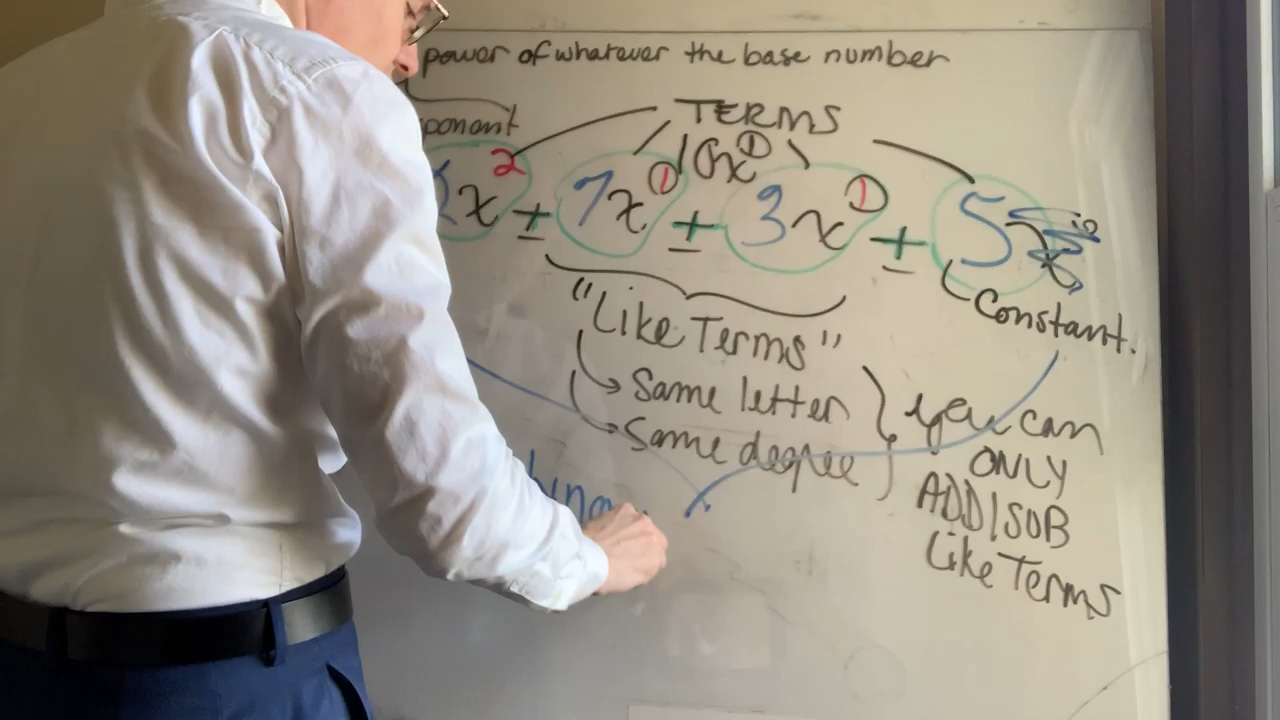 power of whatever the base number
TERMS
10x①
2x² ± 7x① ± 3x① ± 5
"Like Terms"
Constant.
Same letter
Same degree
you can
ONLY
ADD/SUB
Like Terms